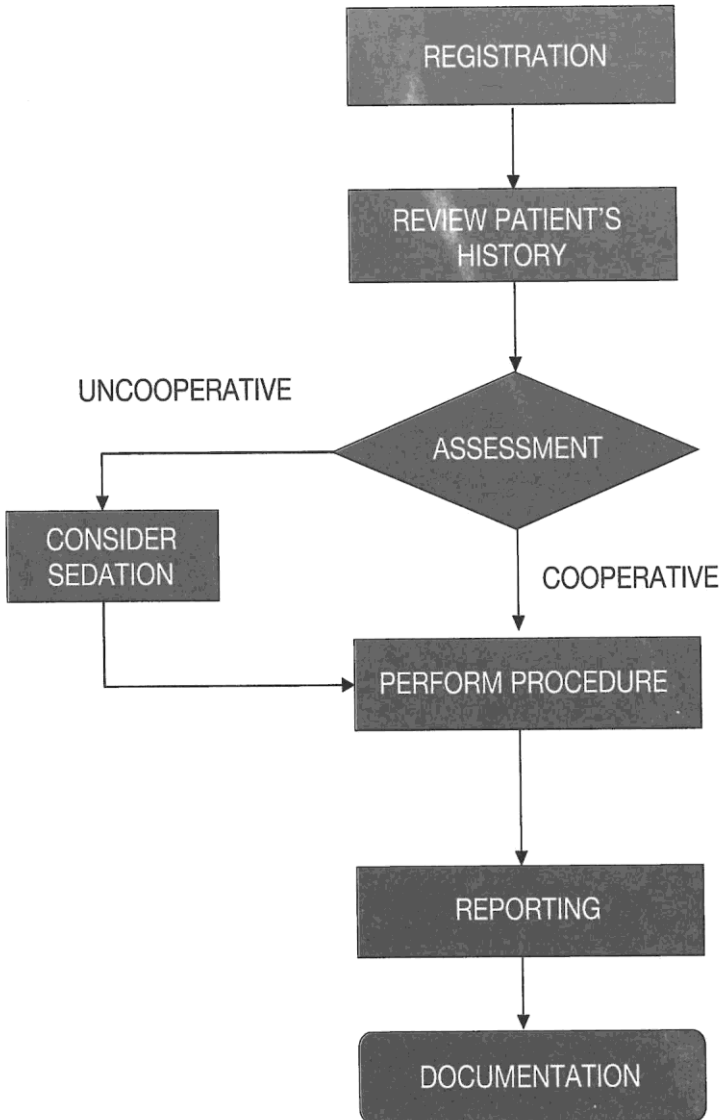 REGISTRATION
REVIEW PATIENT'S
HISTORY
UNCOOPERATIVE
ASSESSMENT
CONSIDER
SEDATION
COOPERATIVE
PERFORM PROCEDURE
REPORTING
DOCUMENTATION